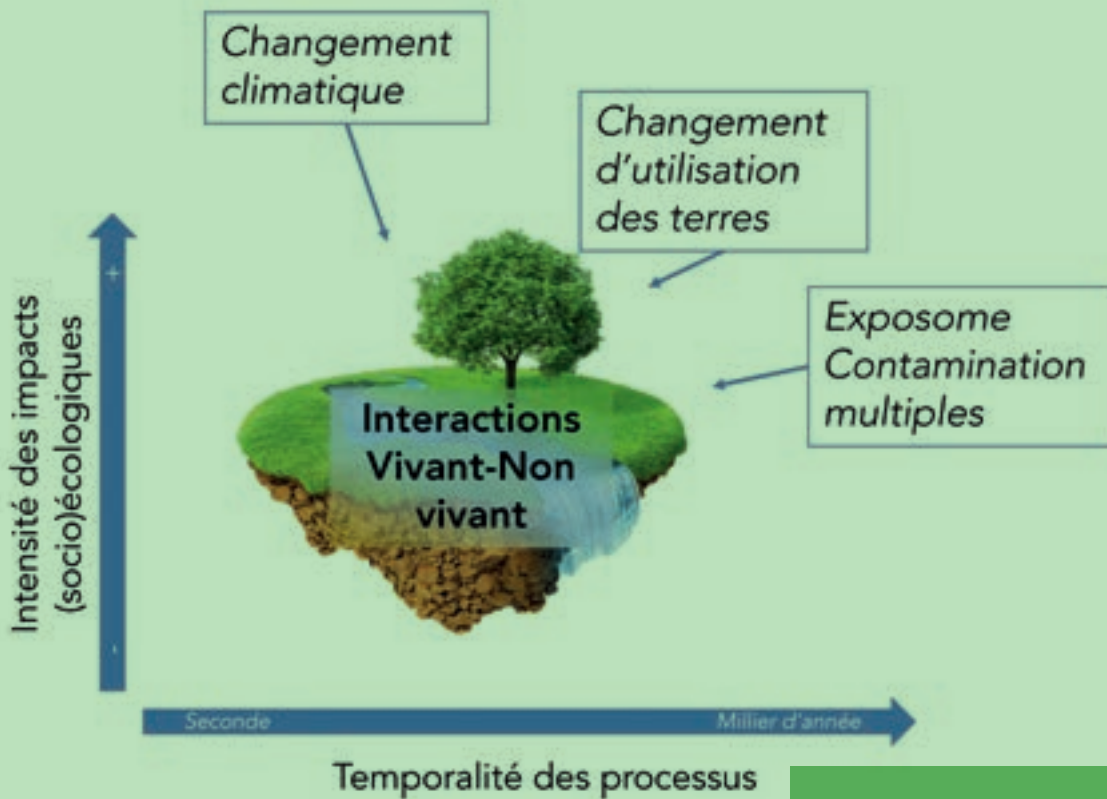 Changement
climatique
Changement
d'utilisation
des terres
Exposome
Contamination
multiples
Interactions
Vivant-Non
vivant
Intensité des impacts
(socio)écologiques
+
-
Seconde
Millier d'année
Temporalité des processus